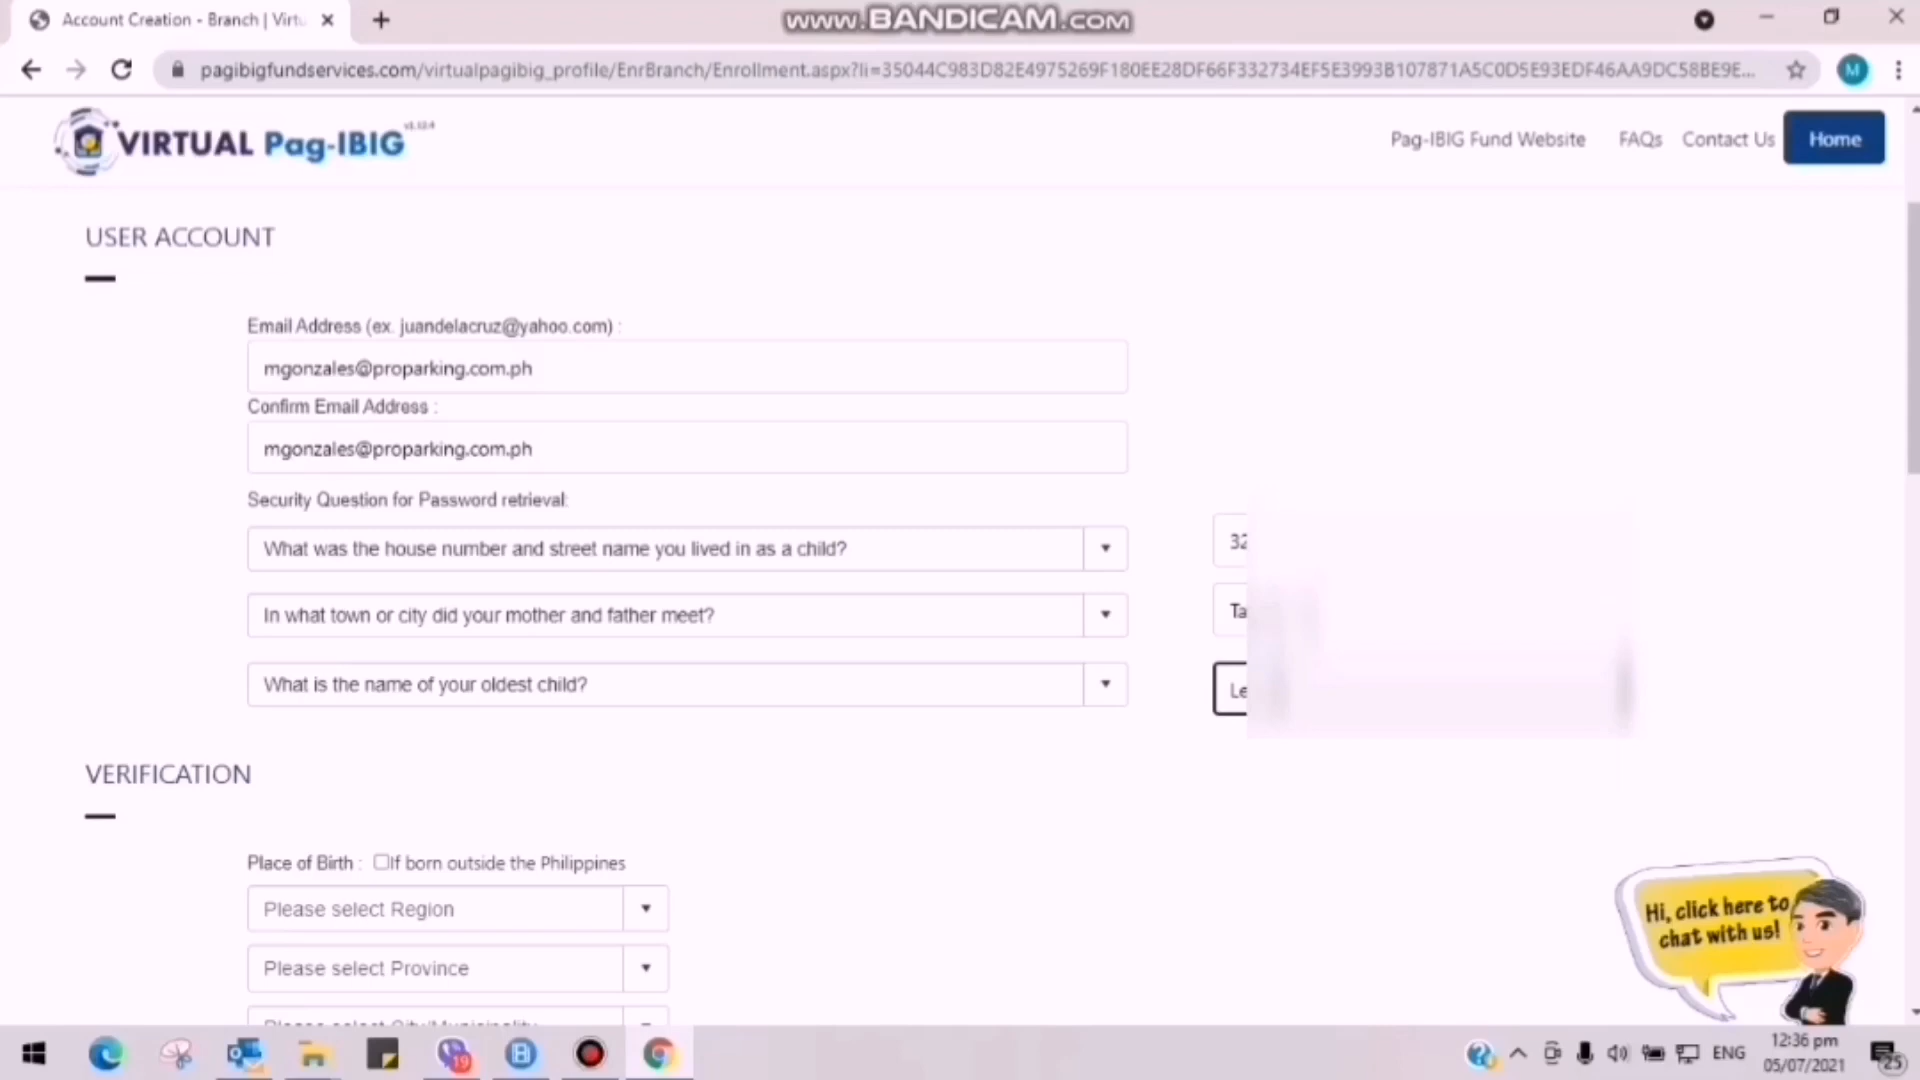 Account Creation - Branch | Virtu
www.BANDICAM.com
pagibigfundservices.com/virtualpagibig_profile/EnrBranch/Enrollment.aspx?li=35044C983D82E4975269F180EE28DF66F332734EF5E3993B107871A5C0D5E93EDF46AA9DC58BE9E...
M
VIRTUAL Pag-IBIG
Pag-IBIG Fund Website
FAQs
Contact Us
Home
USER ACCOUNT
Email Address (ex. juandelacruz@yahoo.com) :
mgonzales@proparking.com.ph
Confirm Email Address :
mgonzales@proparking.com.ph
Security Question for Password retrieval:
What was the house number and street name you lived in as a child?
32
In what town or city did your mother and father meet?
Ta
What is the name of your oldest child?
Le
VERIFICATION
Place of Birth : If born outside the Philippines
Please select Region
Please select Province
Please select City/Municipality
Hi, click here to
chat with us!
19
ENG
12:36 pm
05/07/2021
25